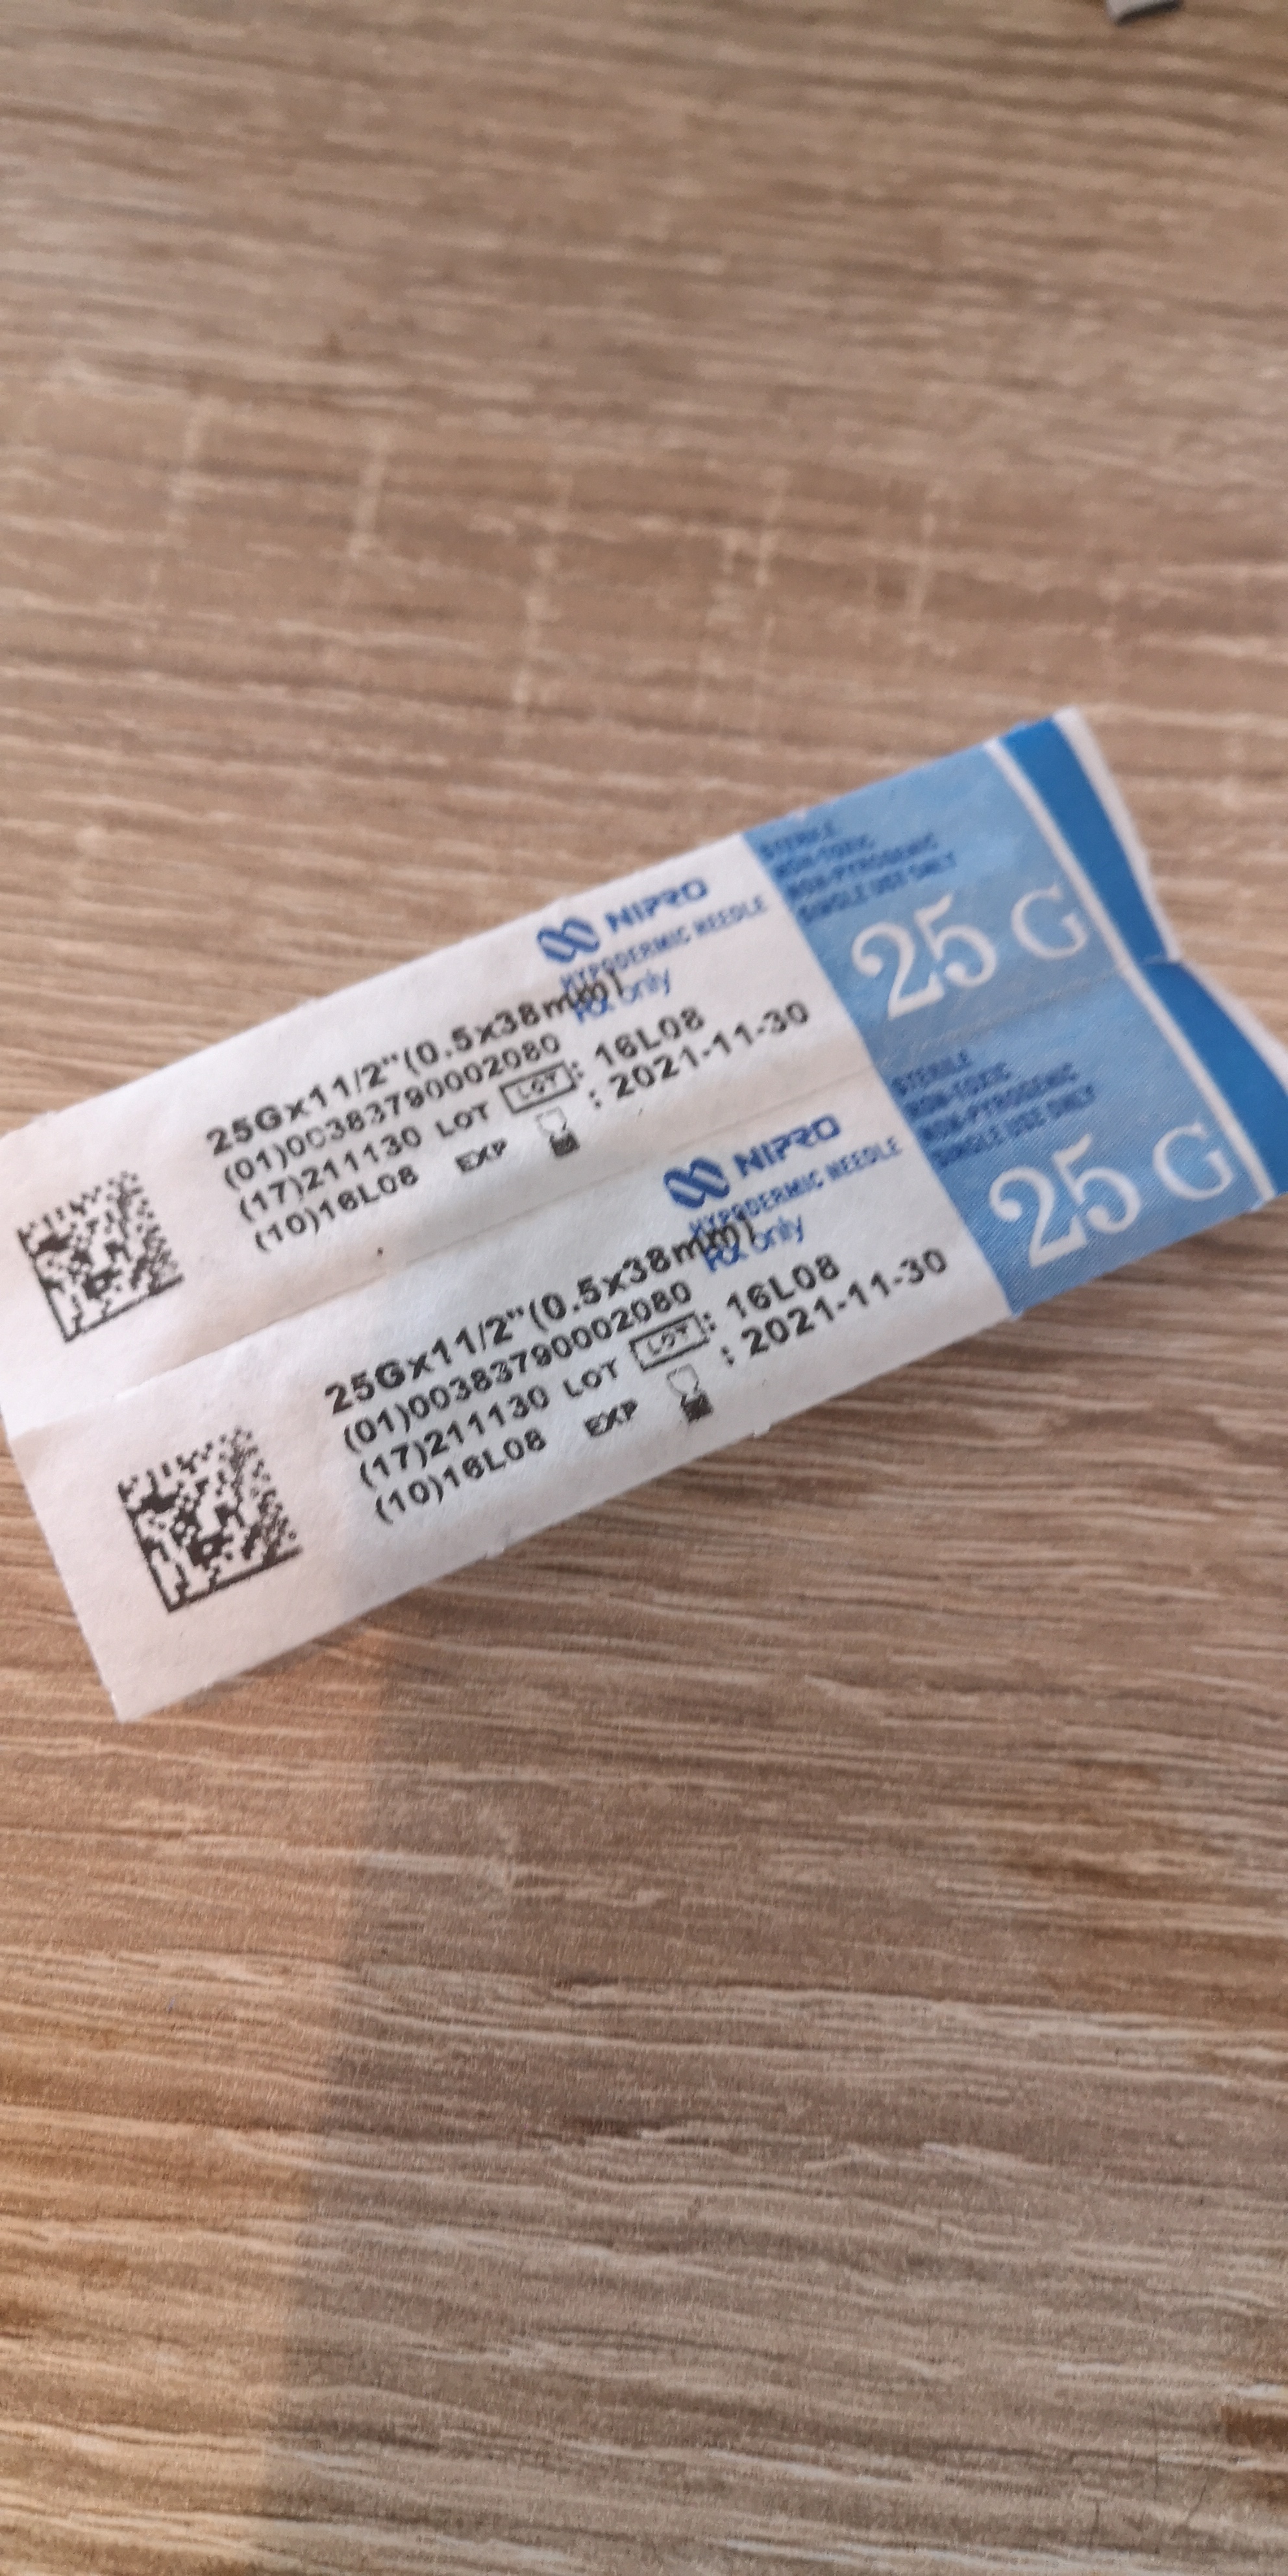 NIPRO
HYPODERMIC NEEDLE
Rx only
25Gx11/2"(0.5x38mm)
(01)00383790002080
(17)211130 LOT LOT : 16L08
(10)16L08 EXP : 2021-11-30
STERILE
NON-TOXIC
NON-PYROGENIC
SINGLE USE ONLY
25 G
NIPRO
HYPODERMIC NEEDLE
Rx only
25Gx11/2"(0.5x38mm)
(01)00383790002080
(17)211130 LOT LOT : 16L08
(10)16L08 EXP : 2021-11-30
STERILE
NON-TOXIC
NON-PYROGENIC
SINGLE USE ONLY
25 G